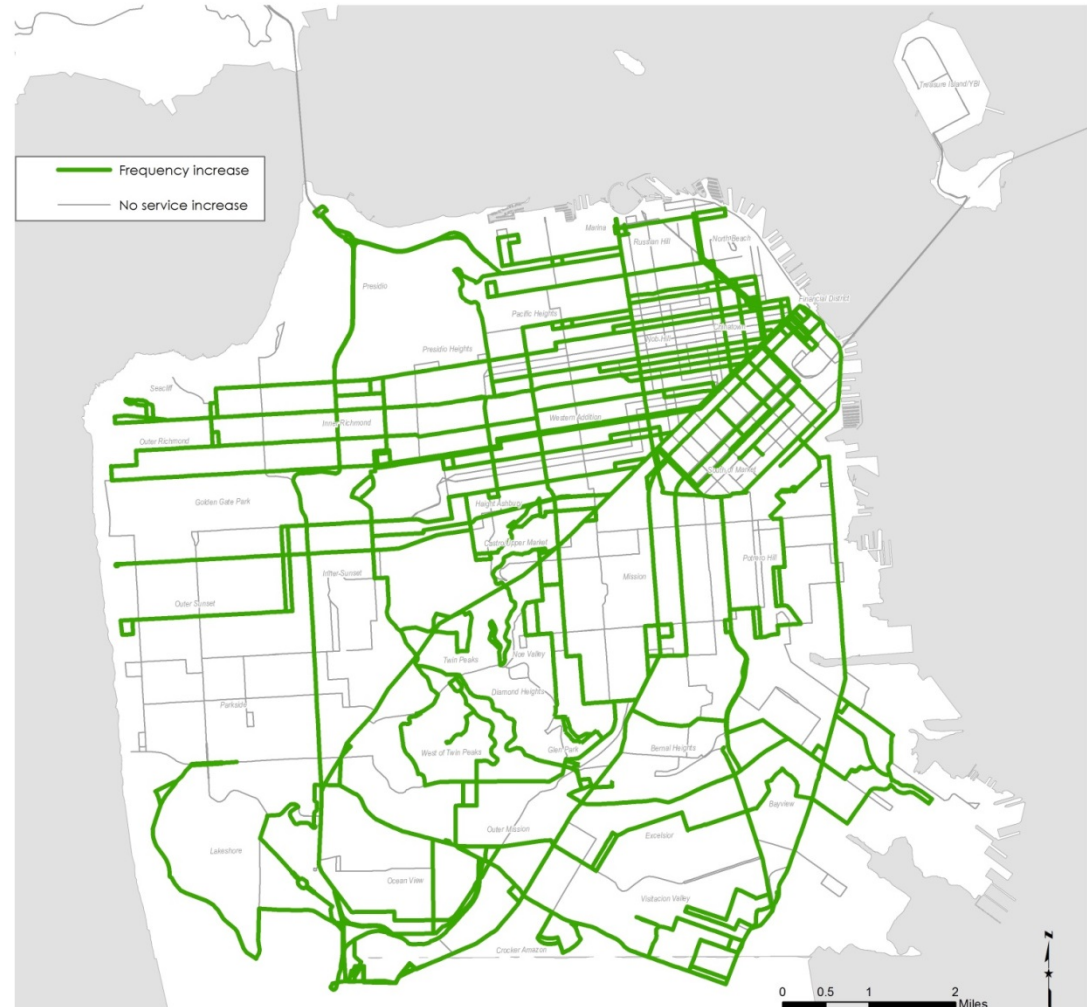 Treasure Island/YBI
Frequency increase
No service increase
Marina
Russian Hill
North Beach
Presidio
Financial District
Pacific Heights
Chinatown
Nob Hill
Presidio Heights
Seacliff
Western Addition
Inner Richmond
Outer Richmond
South of Market
Golden Gate Park
Haight Ashbury
Castro/Upper Market
Potrero Hill
Inner Sunset
Mission
Outer Sunset
Noe Valley
Twin Peaks
Diamond Heights
Parkside
West of Twin Peaks
Glen Park
Bernal Heights
Bayview
Outer Mission
Excelsior
Lakeshore
Ocean View
Visitacion Valley
Crocker Amazon
N
0 0.5 1 2
Miles